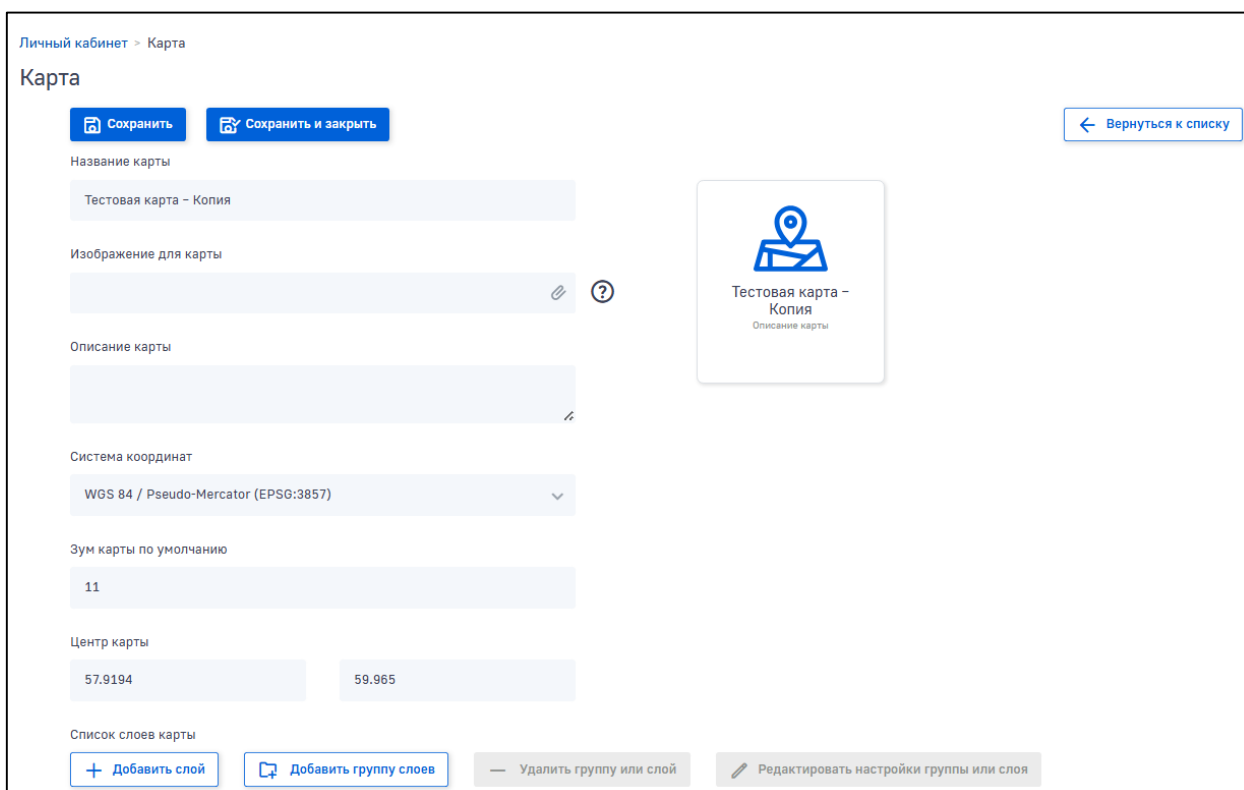 Личный кабинет > Карта
Карта
Сохранить
Сохранить и закрыть
Вернуться к списку
Название карты
Тестовая карта – Копия
Изображение для карты
?
Тестовая карта –
Копия
Описание карты
Описание карты
Система координат
WGS 84 / Pseudo-Mercator (EPSG:3857)
Зум карты по умолчанию
11
Центр карты
57.9194
59.965
Список слоев карты
Добавить слой
Добавить группу слоев
Удалить группу или слой
Редактировать настройки группы или слоя